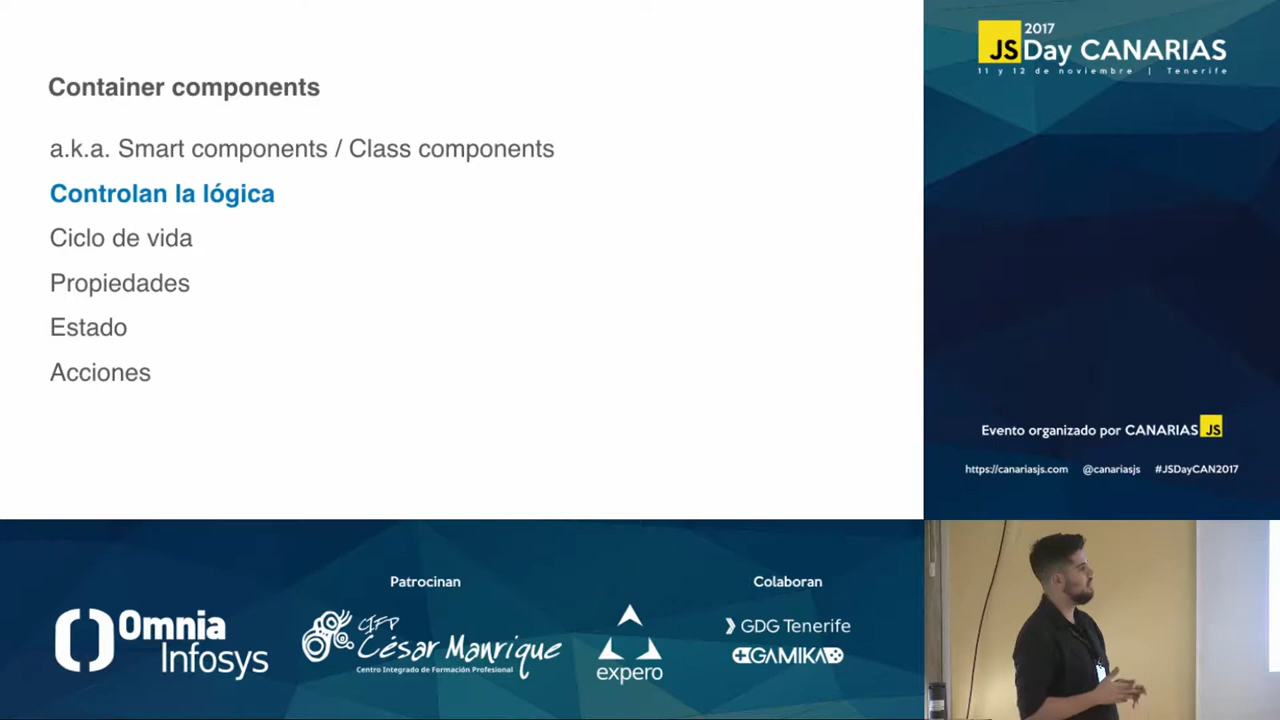 Container components
a.k.a. Smart components / Class components
Controlan la lógica
Ciclo de vida
Propiedades
Estado
Acciones
2017
JS Day CANARIAS
11 y 12 de noviembre | Tenerife
Evento organizado por CANARIAS JS
https://canariasjs.com @canariasjs #JSDayCAN2017
Patrocinan
Omnia
Infosys
CIFP
César Manrique
Centro Integrado de Formación Profesional
expero
Colaboran
GDG Tenerife
GAMIKA